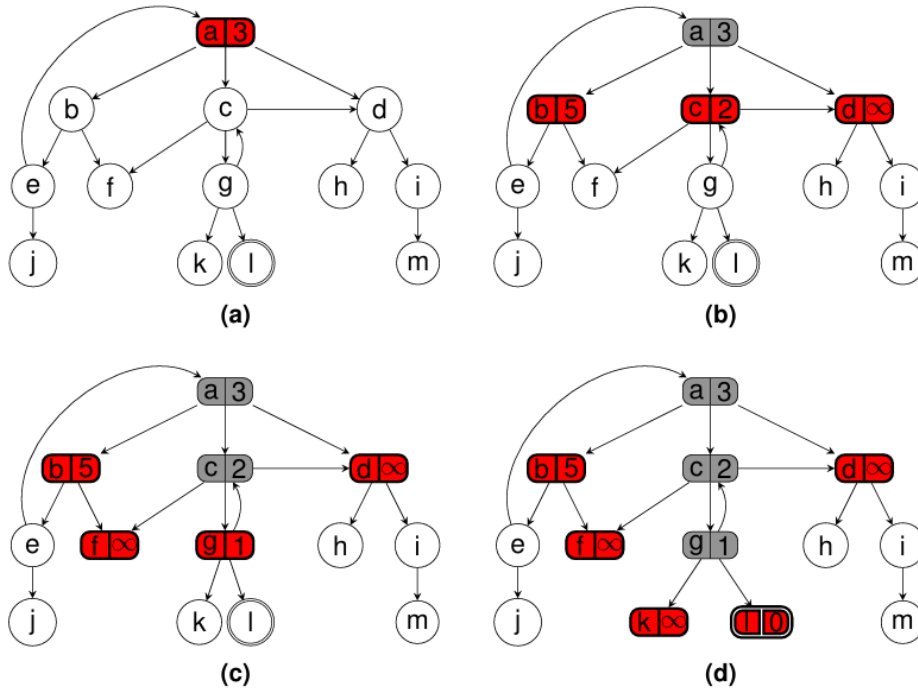 a 3
b c d
e f g h i
j k l m
(a)
a 3
b 5 c 2 d ∞
e f g h i
j k l m
(b)
a 3
b 5 c 2 d ∞
e f ∞ g 1 h i
j k l m
(c)
a 3
b 5 c 2 d ∞
e f ∞ g 1 h i
j k ∞ l 0 m
(d)